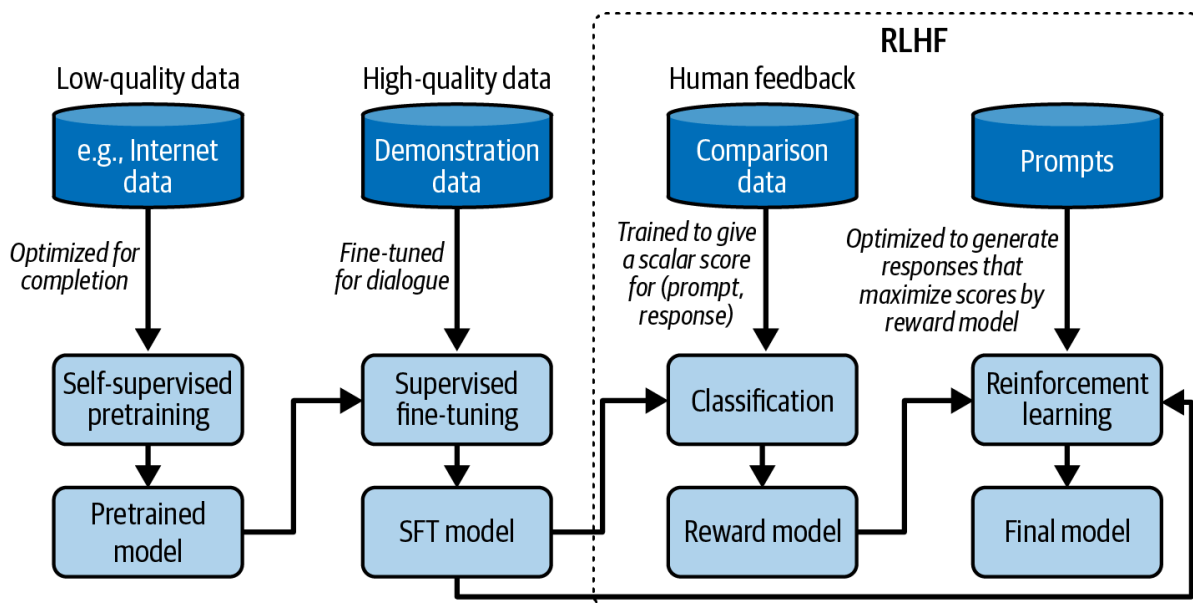 RLHF
Low-quality data
High-quality data
Human feedback
e.g., Internet
data
Demonstration
data
Comparison
data
Prompts
Optimized for
completion
Fine-tuned
for dialogue
Trained to give
a scalar score
for (prompt,
response)
Optimized to generate
responses that
maximize scores by
reward model
Self-supervised
pretraining
Supervised
fine-tuning
Classification
Reinforcement
learning
Pretrained
model
SFT model
Reward model
Final model